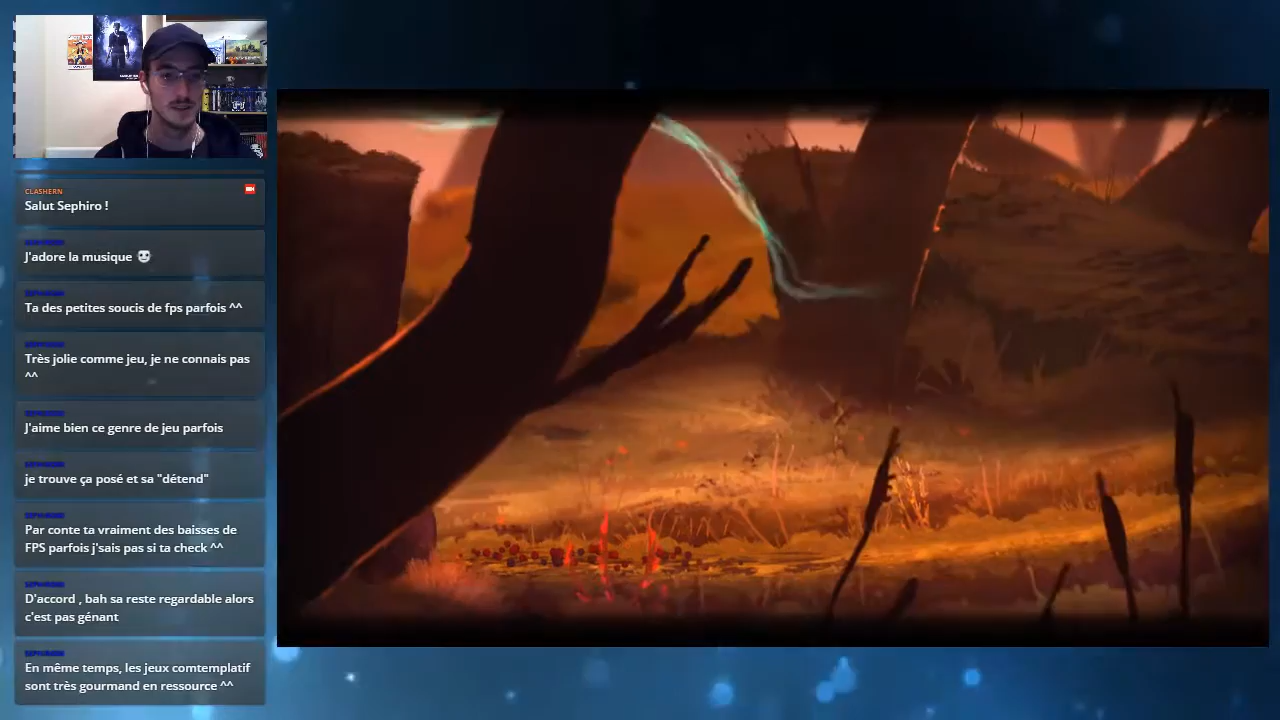 CLASHERN
Salut Sephiro !
J'adore la musique
Ta des petites soucis de fps parfois ^^
Très jolie comme jeu, je ne connais pas
^^
J'aime bien ce genre de jeu parfois
je trouve ça posé et sa "détend"
Par conte ta vraiment des baisses de
FPS parfois j'sais pas si ta check ^^
D'accord , bah sa reste regardable alors
c'est pas génant
En même temps, les jeux comtemplatif
sont très gourmand en ressource ^^